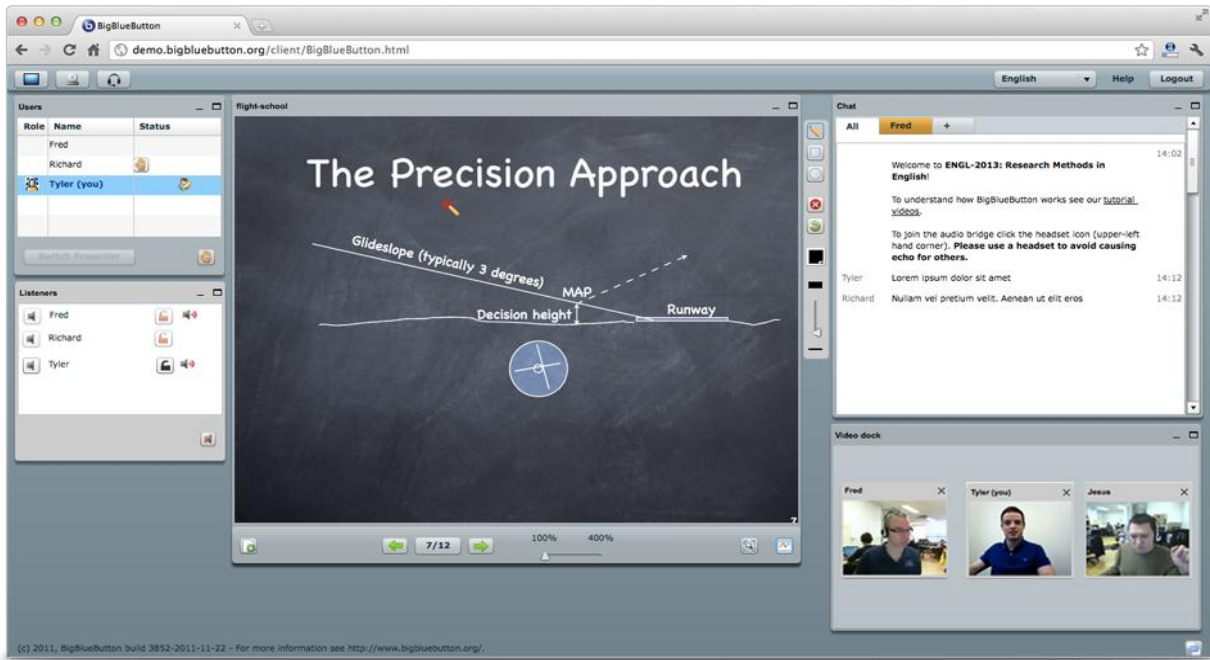 BigBlueButton
demo.bigbluebutton.org/client/BigBlueButton.html
English
Help
Logout
Users
Role Name Status
Fred
Richard
Tyler (you)
Switch Presenter
Listeners
Fred
Richard
Tyler
flight-school
The Precision Approach
Glideslope (typically 3 degrees)
MAP
Decision height
Runway
7
7/12
100%
400%
Chat
All
Fred
+
14:02
Welcome to ENGL-2013: Research Methods in
English!
To understand how BigBlueButton works see our tutorial
videos.
To join the audio bridge click the headset icon (upper-left
hand corner). Please use a headset to avoid causing
echo for others.
Tyler Lorem ipsum dolor sit amet 14:12
Richard Nullam vel pretium velit. Aenean ut elit eros 14:12
Video dock
Fred
Tyler (you)
Jesus
(c) 2011, BigBlueButton build 3852-2011-11-22 - For more information see http://www.bigbluebutton.org/.